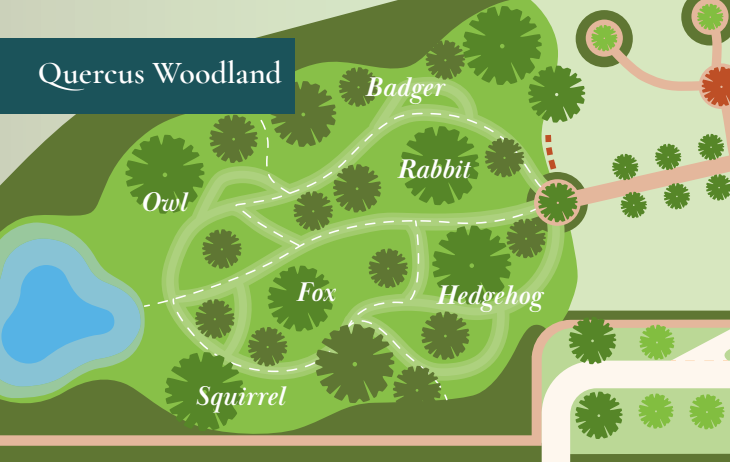 Quercus Woodland
Badger
Rabbit
Owl
Fox
Hedgehog
Squirrel